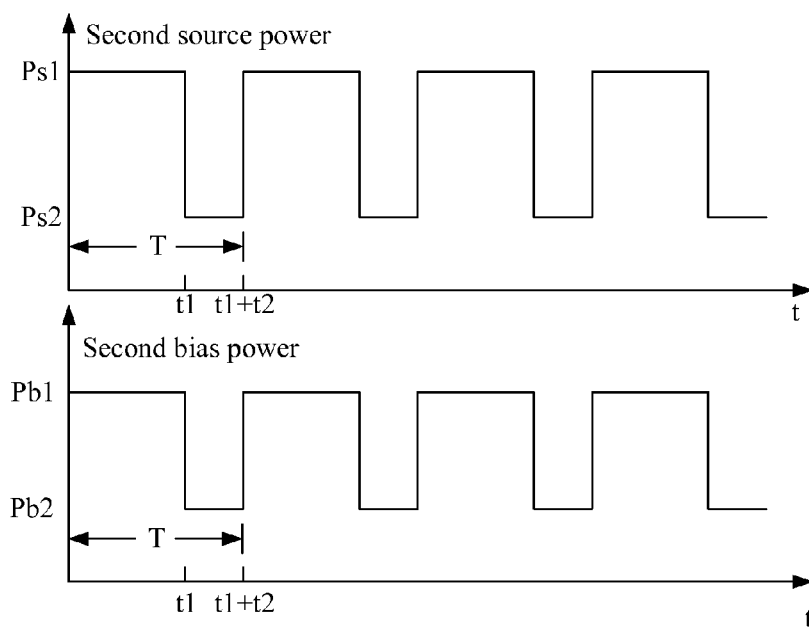 Second source power
Ps1
Ps2
T
t1 t1+t2
t
Second bias power
Pb1
Pb2
T
t1 t1+t2
t